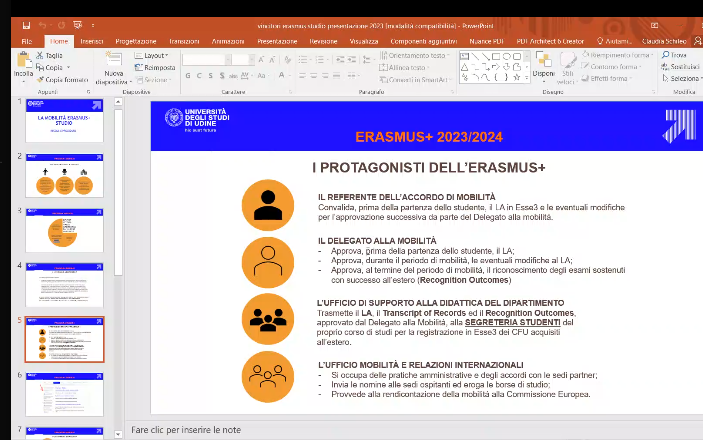 vincitori erasmus studio presentazione 2023 [modalità compatibilità] - PowerPoint
File Home Inserisci Progettazione Transizioni Animazioni Presentazione Revisione Visualizza Componenti aggiuntivi Nuance PDF PDF Architect 6 Creator Aiutami... Claudia Schileo
Incolla
Taglia
Copia
Copia formato
Appunti
Nuova diapositiva
Layout
Reimposta
Sezione
Diapositive
G C S S
Carattere
Orientamento testo
Allinea testo
Converti in SmartArt
Paragrafo
Disponi
Stili veloci
Riempimento forma
Contorno forma
Effetti forma
Disegno
Trova
Sostituisci
Seleziona
Modifica
1
LA MOBILITÀ ERASMUS+
STUDIO
2
3
4
5
6
7
UNIVERSITÀ
DEGLI STUDI
DI UDINE
hic sunt futura
ERASMUS+ 2023/2024
I PROTAGONISTI DELL'ERASMUS+
IL REFERENTE DELL'ACCORDO DI MOBILITÀ
Convalida, prima della partenza dello studente, il LA in Esse3 e le eventuali modifiche
per l'approvazione successiva da parte del Delegato alla mobilità.
IL DELEGATO ALLA MOBILITÀ
- Approva, prima della partenza dello studente, il LA;
- Approva, durante il periodo di mobilità, le eventuali modifiche al LA;
- Approva, al termine del periodo di mobilità, il riconoscimento degli esami sostenuti
con successo all'estero (Recognition Outcomes)
L'UFFICIO DI SUPPORTO ALLA DIDATTICA DEL DIPARTIMENTO
Trasmette il LA, il Transcript of Records ed il Recognition Outcomes,
approvato dal Delegato alla Mobilità, alla SEGRETERIA STUDENTI del
proprio corso di studi per la registrazione in Esse3 dei CFU acquisiti
all'estero.
L'UFFICIO MOBILITÀ E RELAZIONI INTERNAZIONALI
- Si occupa delle pratiche amministrative e degli accordi con le sedi partner;
- Invia le nomine alle sedi ospitanti ed eroga le borse di studio;
- Provvede alla rendicontazione della mobilità alla Commissione Europea.
Fare clic per inserire le note